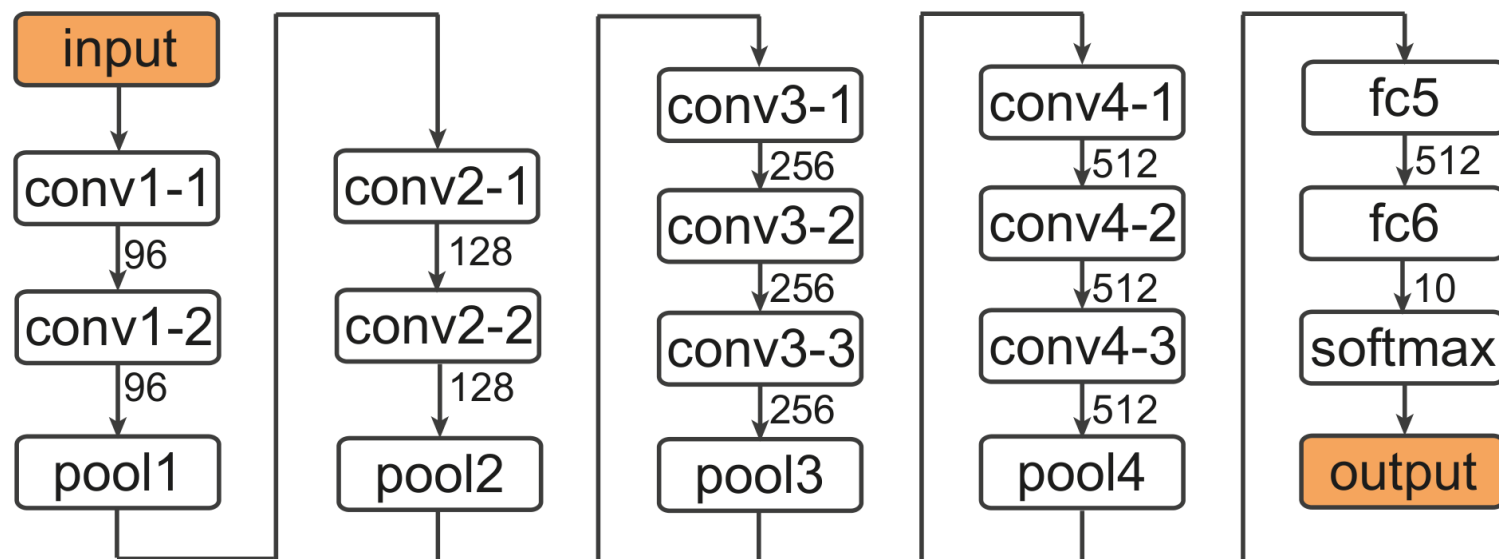 input
conv1-1
96
conv1-2
96
pool1
conv2-1
128
conv2-2
128
pool2
conv3-1
256
conv3-2
256
conv3-3
256
pool3
conv4-1
512
conv4-2
512
conv4-3
512
pool4
fc5
512
fc6
10
softmax
output